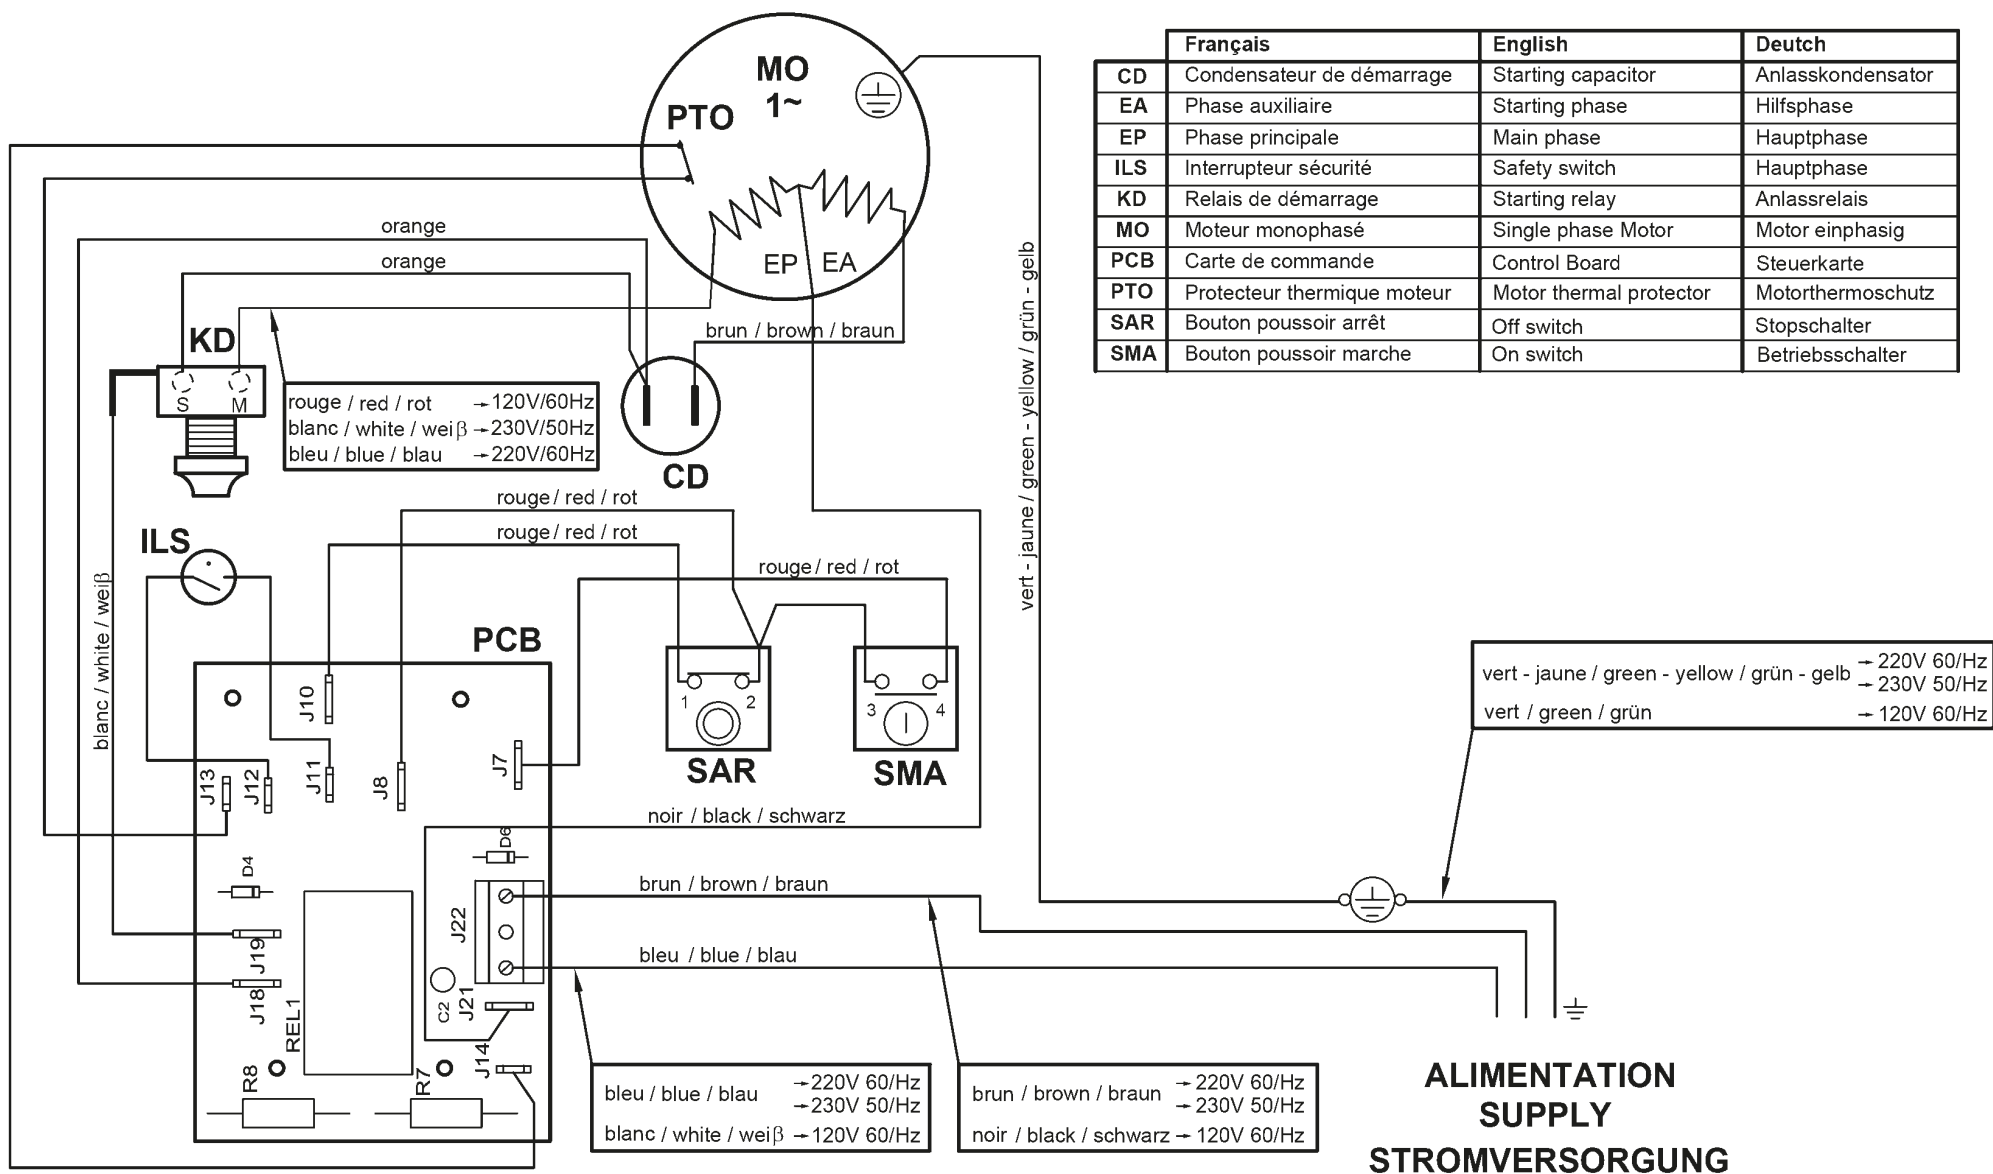 Français English Deutch
CD Condensateur de démarrage Starting capacitor Anlasskondensator
EA Phase auxiliaire Starting phase Hilfsphase
EP Phase principale Main phase Hauptphase
ILS Interrupteur sécurité Safety switch Hauptphase
KD Relais de démarrage Starting relay Anlassrelais
MO Moteur monophasé Single phase Motor Motor einphasig
PCB Carte de commande Control Board Steuerkarte
PTO Protecteur thermique moteur Motor thermal protector Motorthermoschutz
SAR Bouton poussoir arrêt Off switch Stopschalter
SMA Bouton poussoir marche On switch Betriebsschalter
MO
1~
PTO
EP EA
orange
orange
brun / brown / braun
KD
S M
rouge / red / rot → 120V/60Hz
blanc / white / weiβ → 230V/50Hz
bleu / blue / blau → 220V/60Hz
CD
vert - jaune / green - yellow / grün - gelb
rouge / red / rot
rouge / red / rot
rouge / red / rot
ILS
blanc / white / weiβ
PCB
J10
J13
J12
J11
J8
J7
1 2
SAR
3 4
SMA
noir / black / schwarz
D6
D4
brun / brown / braun
J22
J19
bleu / blue / blau
J18
REL1
C2
J21
J14
R8
R7
vert - jaune / green - yellow / grün - gelb → 220V 60/Hz
→ 230V 50/Hz
vert / green / grün → 120V 60/Hz
bleu / blue / blau → 220V 60/Hz
→ 230V 50/Hz
blanc / white / weiβ → 120V 60/Hz
brun / brown / braun → 220V 60/Hz
→ 230V 50/Hz
noir / black / schwarz → 120V 60/Hz
ALIMENTATION
SUPPLY
STROMVERSORGUNG